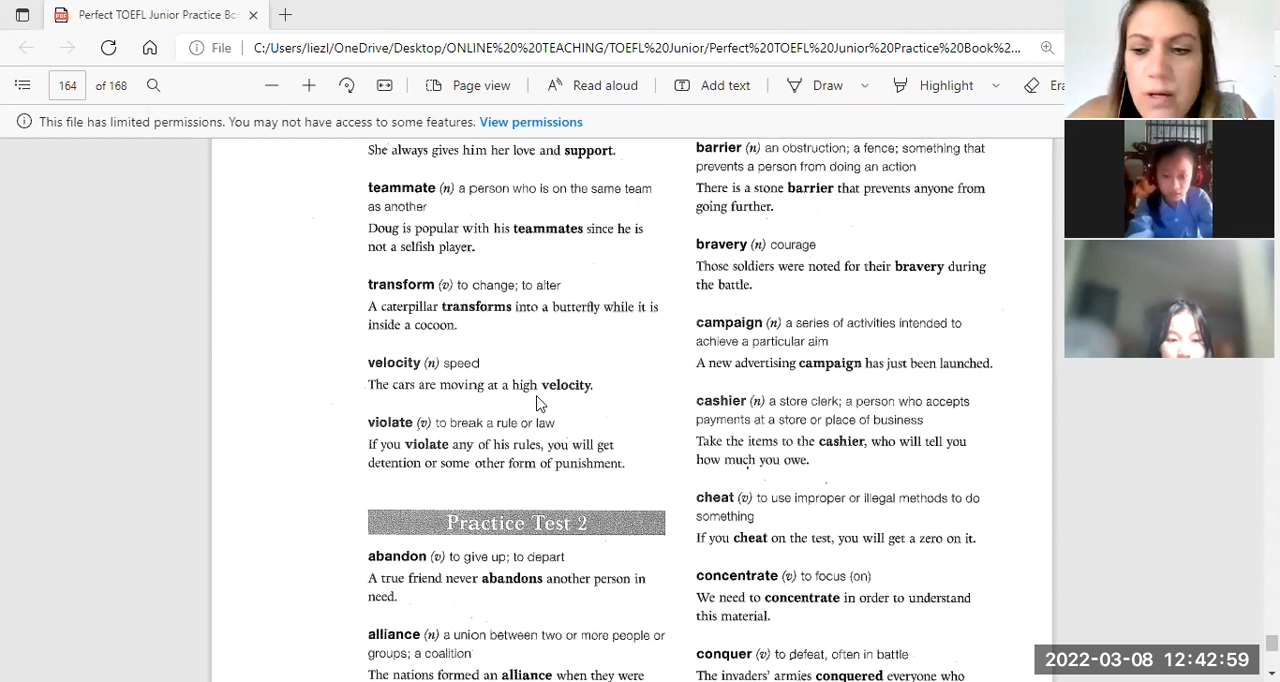 Perfect TOEFL Junior Practice Bo
File
C:/Users/liezl/OneDrive/Desktop/ONLINE%20%20TEACHING/TOEFL%20Junior/Perfect%20TOEFL%20Junior%20Practice%20Book%2...
164 of 168
Page view
Read aloud
Add text
Draw
Highlight
Era
This file has limited permissions. You may not have access to some features. View permissions
She always gives him her love and support.
teammate (n) a person who is on the same team
as another
Doug is popular with his teammates since he is
not a selfish player.
transform (v) to change; to alter
A caterpillar transforms into a butterfly while it is
inside a cocoon.
velocity (n) speed
The cars are moving at a high velocity.
violate (v) to break a rule or law
If you violate any of his rules, you will get
detention or some other form of punishment.
Practice Test 2
abandon (v) to give up; to depart
A true friend never abandons another person in
need.
alliance (n) a union between two or more people or
groups; a coalition
The nations formed an alliance when they were
barrier (n) an obstruction; a fence; something that
prevents a person from doing an action
There is a stone barrier that prevents anyone from
going further.
bravery (n) courage
Those soldiers were noted for their bravery during
the battle.
campaign (n) a series of activities intended to
achieve a particular aim
A new advertising campaign has just been launched.
cashier (n) a store clerk; a person who accepts
payments at a store or place of business
Take the items to the cashier, who will tell you
how much you owe.
cheat (v) to use improper or illegal methods to do
something
If you cheat on the test, you will get a zero on it.
concentrate (v) to focus (on)
We need to concentrate in order to understand
this material.
conquer (v) to defeat, often in battle
The invaders' armies conquered everyone who
2022-03-08 12:42:59